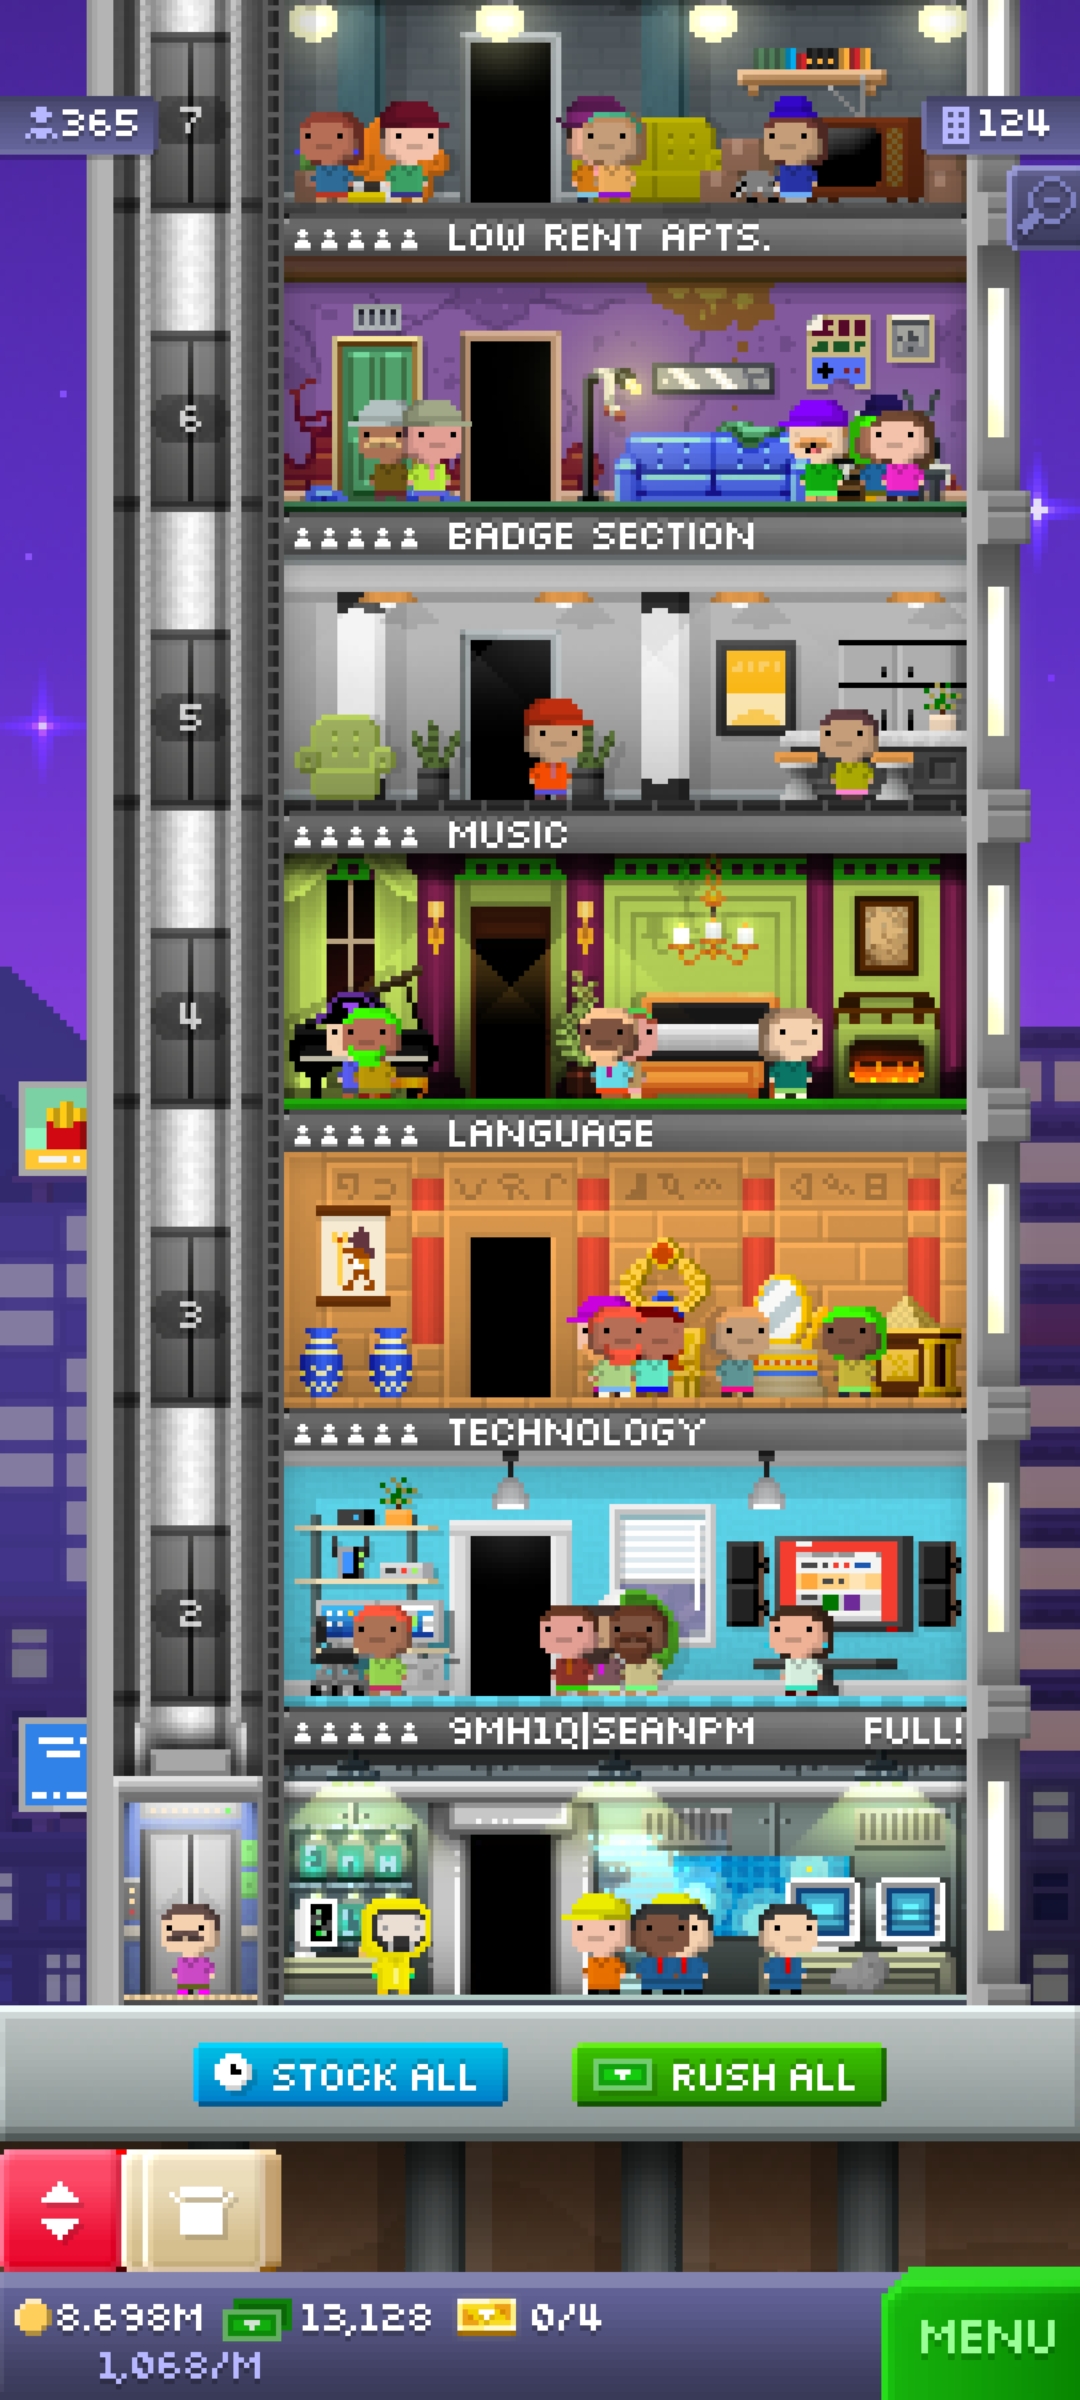 365
7
124
LOW RENT APTS.
6
BADGE SECTION
5
MUSIC
4
LANGUAGE
3
TECHNOLOGY
2
9MH1Q|SEANPM FULL!
STOCK ALL
RUSH ALL
8.698M 13,128 0/4
1,068/M
MENU